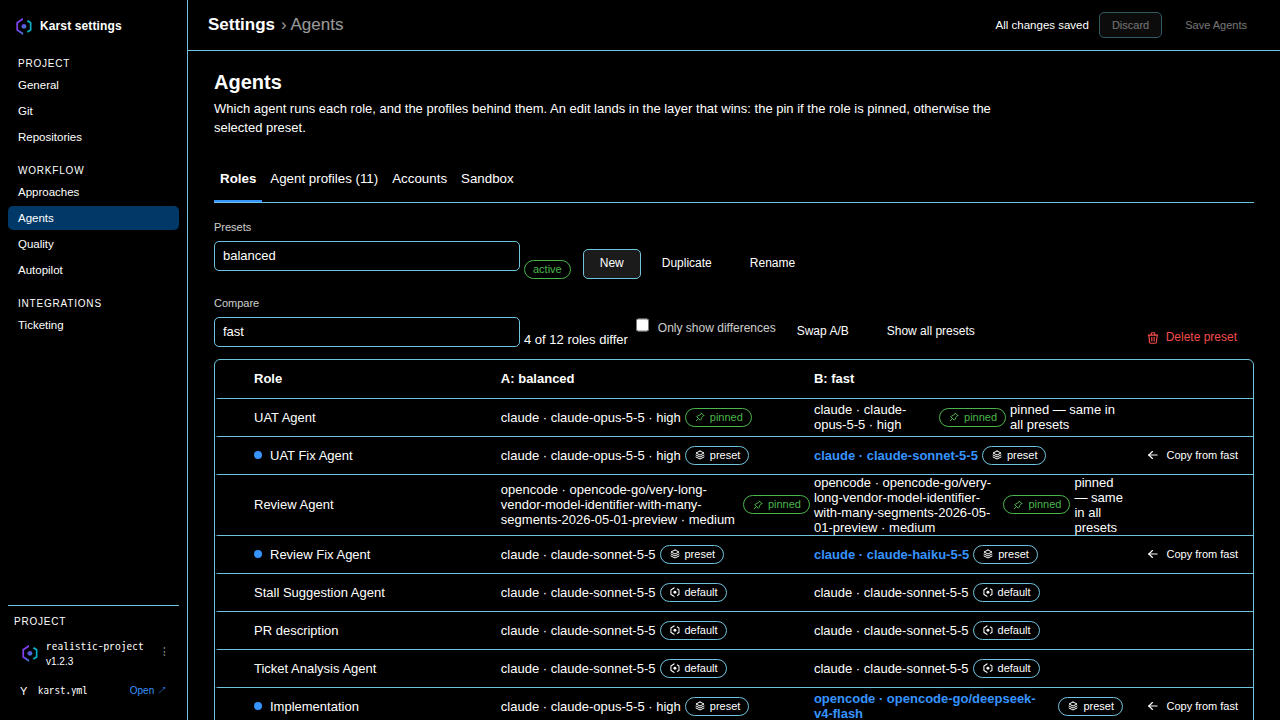 Karst settings
Settings › Agents
All changes saved
Discard
Save Agents
PROJECT
General
Git
Repositories
WORKFLOW
Approaches
Agents
Quality
Autopilot
INTEGRATIONS
Ticketing
PROJECT
realistic-project
v1.2.3
⋮
Y karst.yml
Open ↗
Agents
Which agent runs each role, and the profiles behind them. An edit lands in the layer that wins: the pin if the role is pinned, otherwise the
selected preset.
Roles Agent profiles (11) Accounts Sandbox
Presets
balanced
active
New
Duplicate
Rename
Compare
fast
4 of 12 roles differ
Only show differences
Swap A/B
Show all presets
Delete preset
Role A: balanced B: fast
UAT Agent
claude · claude-opus-5-5 · high pinned
claude · claude-
opus-5-5 · high
pinned
pinned — same in
all presets
UAT Fix Agent
claude · claude-opus-5-5 · high preset
claude · claude-sonnet-5-5 preset
Copy from fast
Review Agent
opencode · opencode-go/very-long-
vendor-model-identifier-with-many-
segments-2026-05-01-preview · medium
pinned
opencode · opencode-go/very-
long-vendor-model-identifier-
with-many-segments-2026-05-
01-preview · medium
pinned
pinned
— same
in all
presets
Review Fix Agent
claude · claude-sonnet-5-5 preset
claude · claude-haiku-5-5 preset
Copy from fast
Stall Suggestion Agent
claude · claude-sonnet-5-5 default
claude · claude-sonnet-5-5 default
PR description
claude · claude-sonnet-5-5 default
claude · claude-sonnet-5-5 default
Ticket Analysis Agent
claude · claude-sonnet-5-5 default
claude · claude-sonnet-5-5 default
Implementation
claude · claude-opus-5-5 · high preset
opencode · opencode-go/deepseek-
v4-flash
preset
Copy from fast